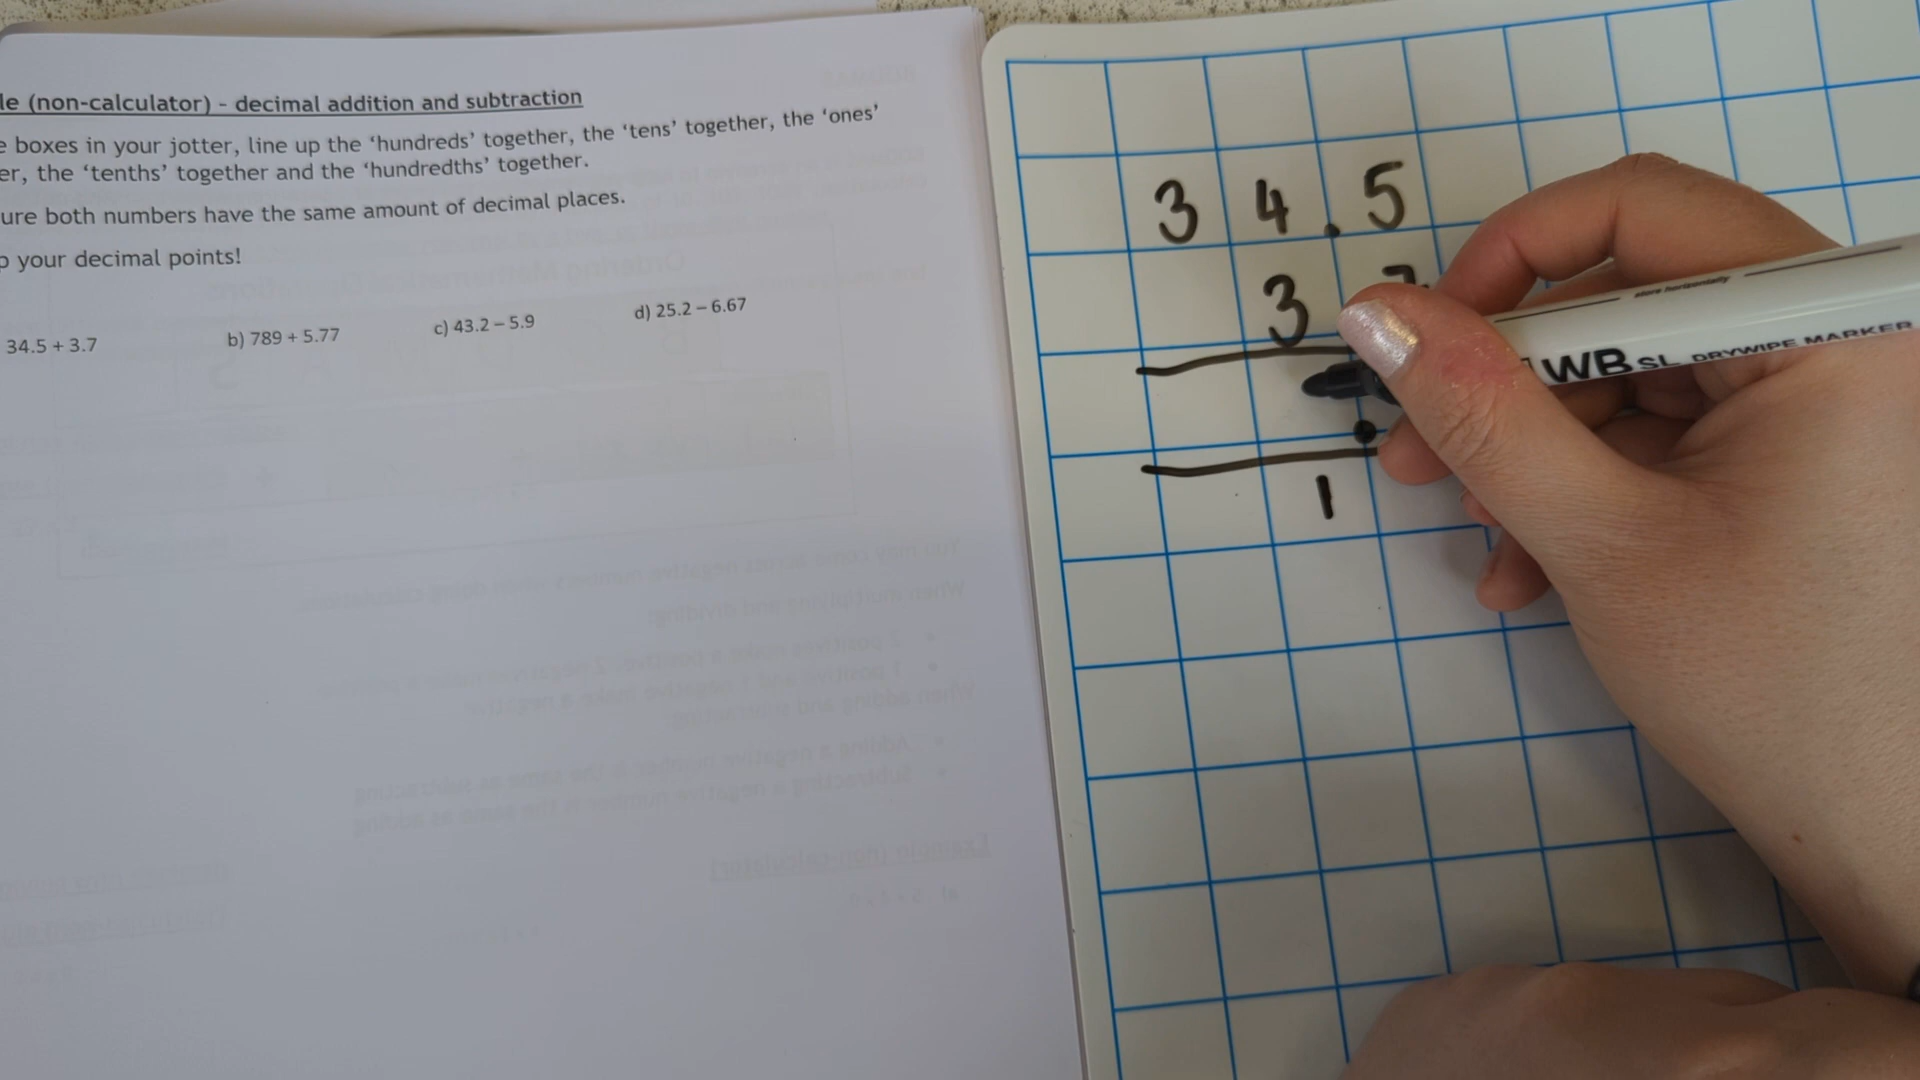 le (non-calculator) - decimal addition and subtraction
e boxes in your jotter, line up the ‘hundreds’ together, the ‘tens’ together, the ‘ones’
er, the ‘tenths’ together and the ‘hundredths’ together.
ure both numbers have the same amount of decimal places.
p your decimal points!
34.5 + 3.7
b) 789 + 5.77
c) 43.2 – 5.9
d) 25.2 – 6.67
34.5
3
.
1
Store horizontally
WB SL DRYWIPE MARKER